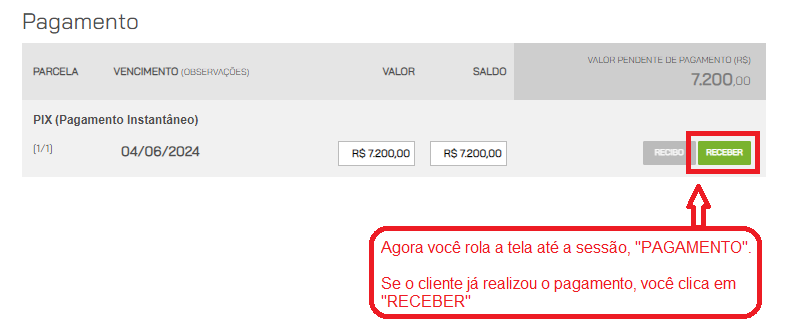 Pagamento
PARCELA VENCIMENTO (OBSERVAÇÕES) VALOR SALDO VALOR PENDENTE DE PAGAMENTO (R$)
7.200,00
PIX (Pagamento Instantâneo)
[1/1] 04/06/2024 R$ 7.200,00 R$ 7.200,00 RECIBO RECEBER
Agora você rola a tela até a sessão, "PAGAMENTO".
Se o cliente já realizou o pagamento, você clica em
"RECEBER"